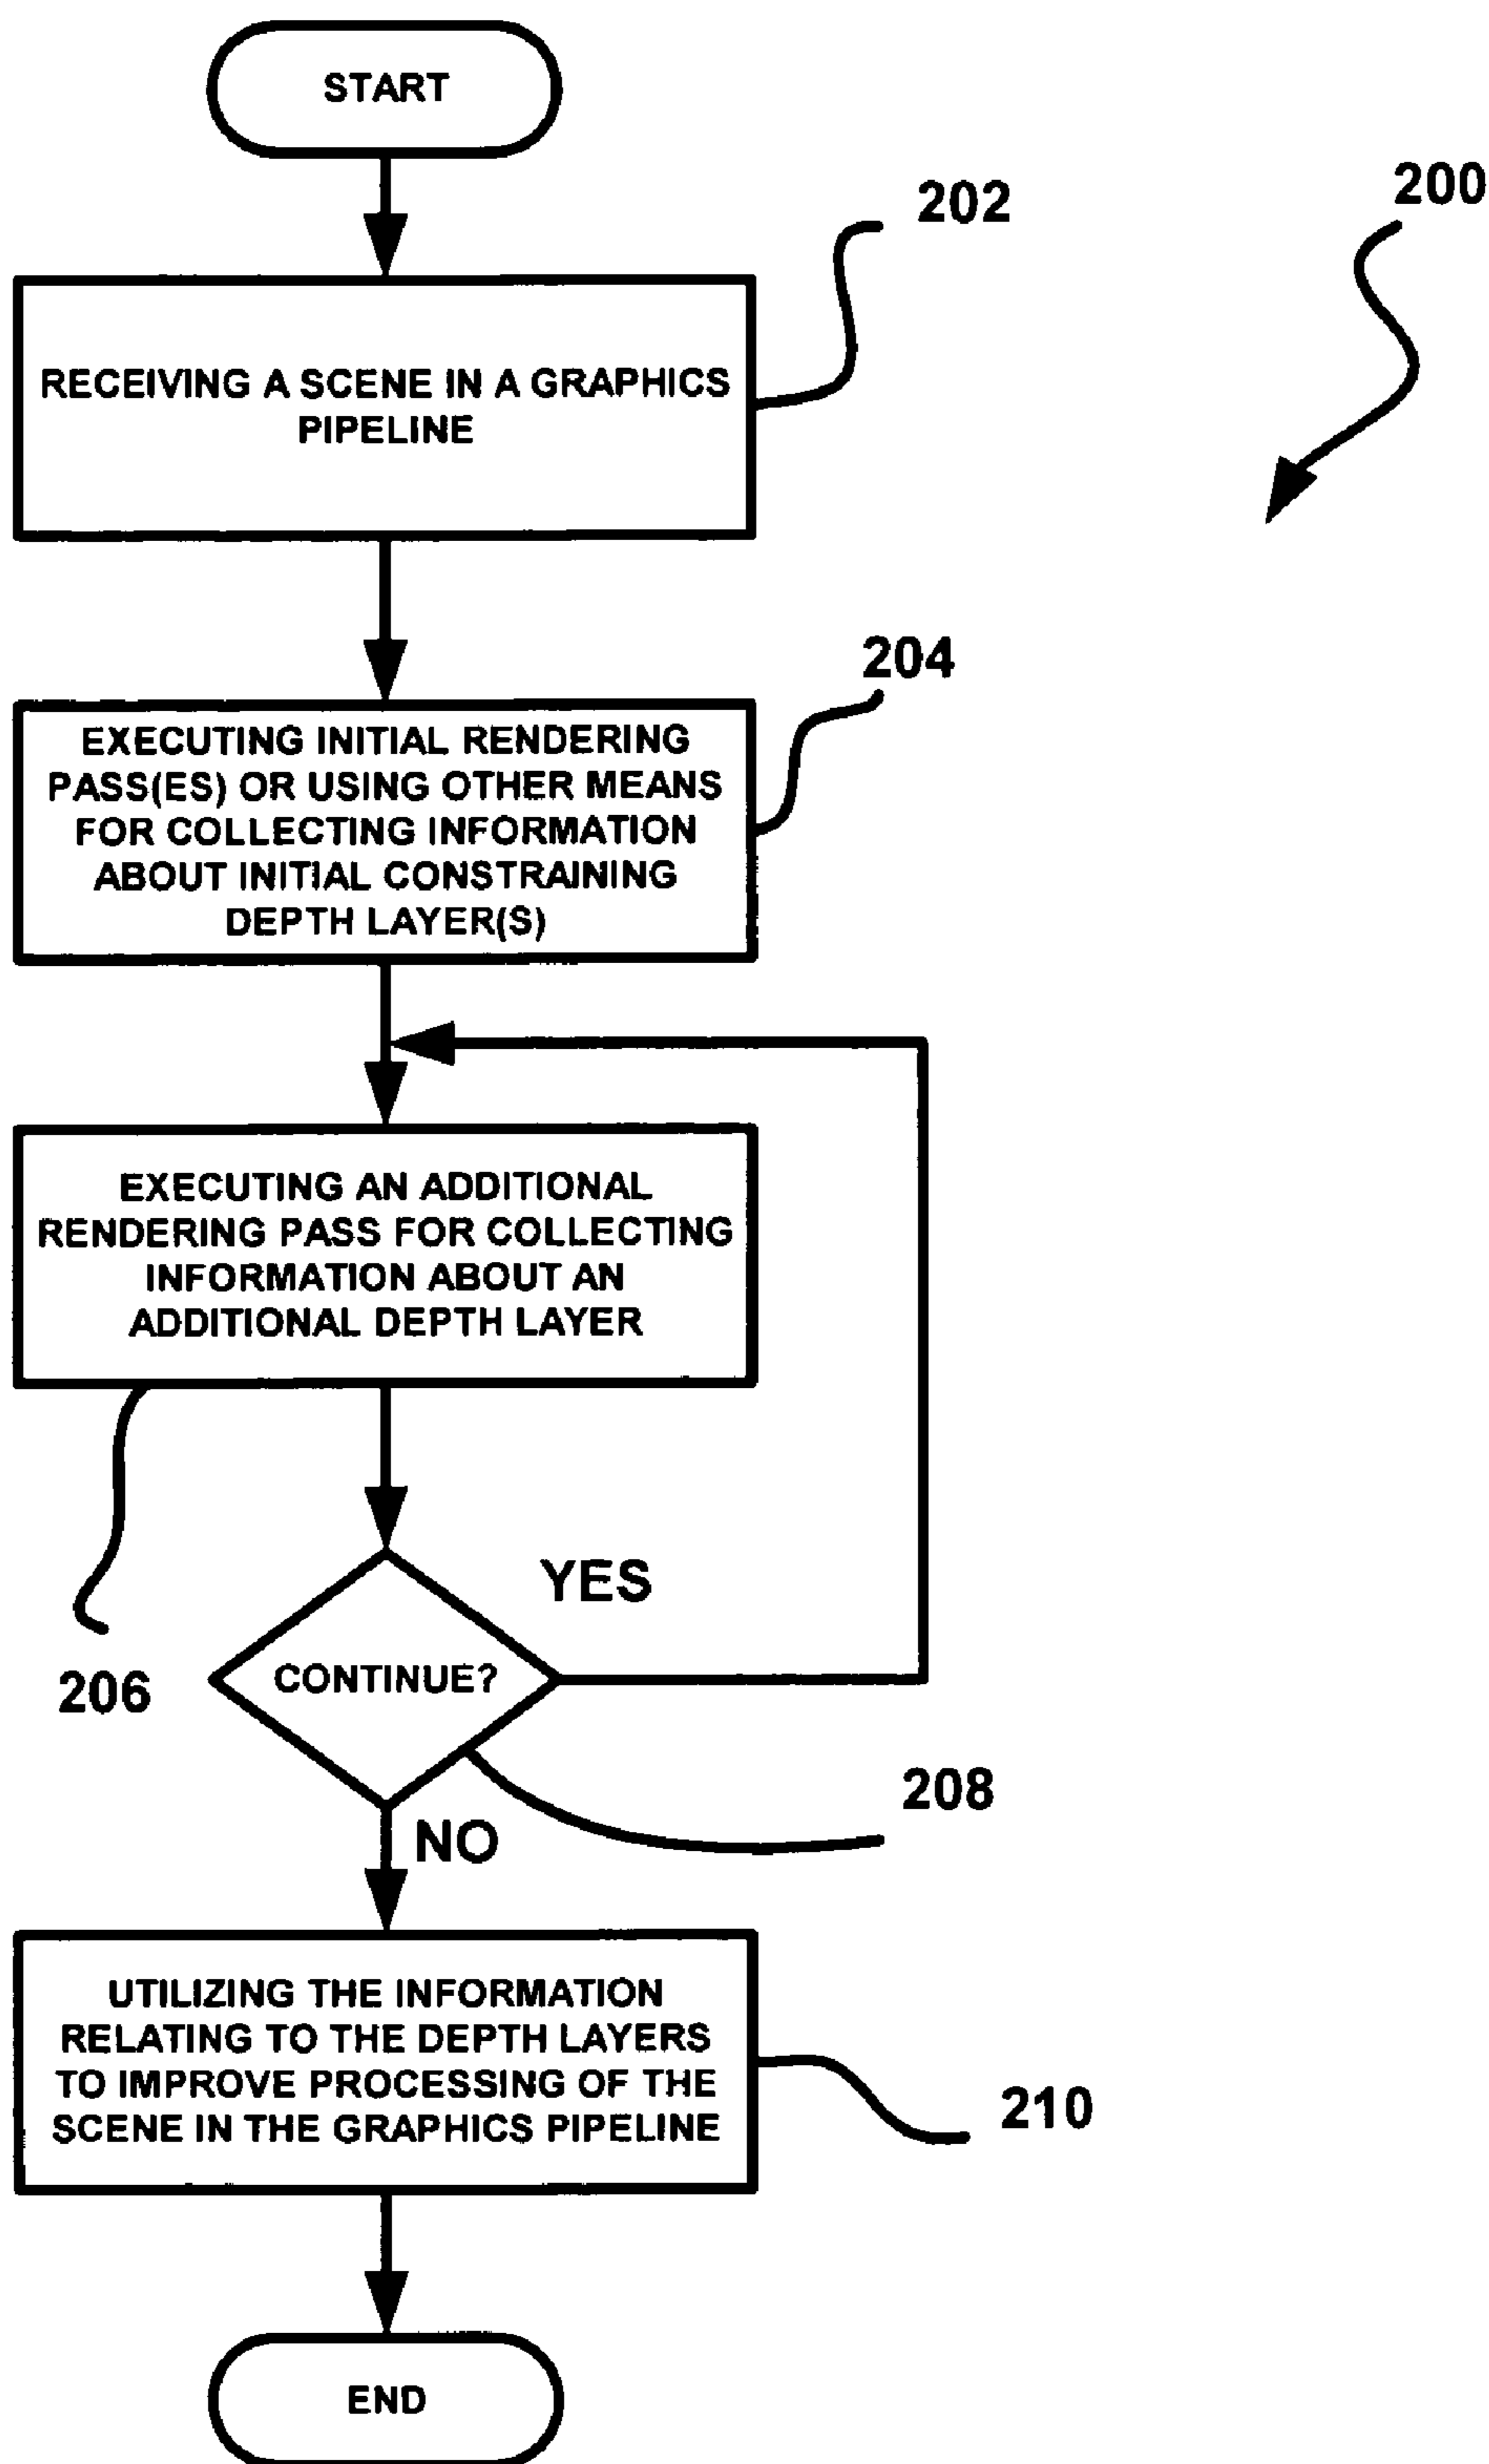 START
202
200
RECEIVING A SCENE IN A GRAPHICS
PIPELINE
204
EXECUTING INITIAL RENDERING
PASS(ES) OR USING OTHER MEANS
FOR COLLECTING INFORMATION
ABOUT INITIAL CONSTRAINING
DEPTH LAYER(S)
EXECUTING AN ADDITIONAL
RENDERING PASS FOR COLLECTING
INFORMATION ABOUT AN
ADDITIONAL DEPTH LAYER
YES
CONTINUE?
206
208
NO
UTILIZING THE INFORMATION
RELATING TO THE DEPTH LAYERS
TO IMPROVE PROCESSING OF THE
SCENE IN THE GRAPHICS PIPELINE
210
END